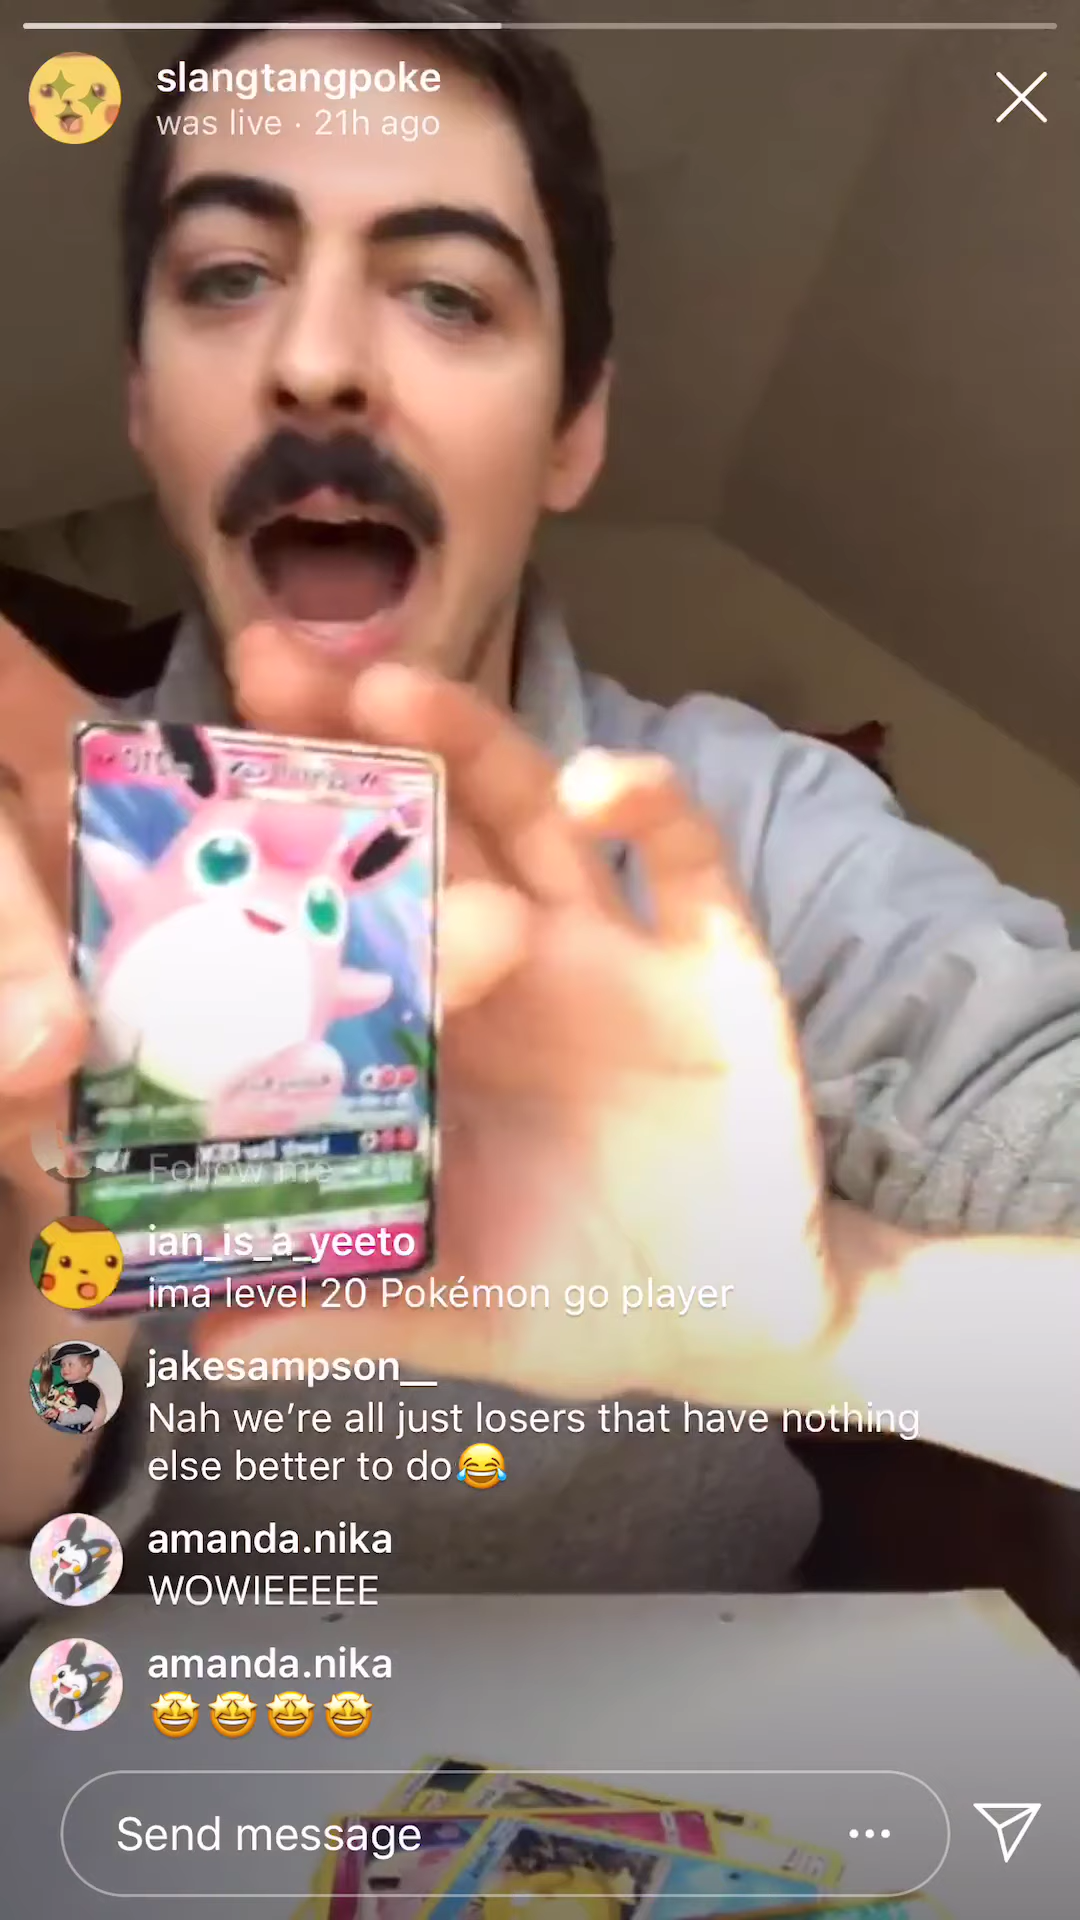 slangtangpoke
was live · 21h ago
Follow me
ian_is_a_yeeto
ima level 20 Pokémon go player
jakesampson__
Nah we’re all just losers that have nothing
else better to do😂
amanda.nika
WOWIEEEEE
amanda.nika
🤩🤩🤩🤩
Send message